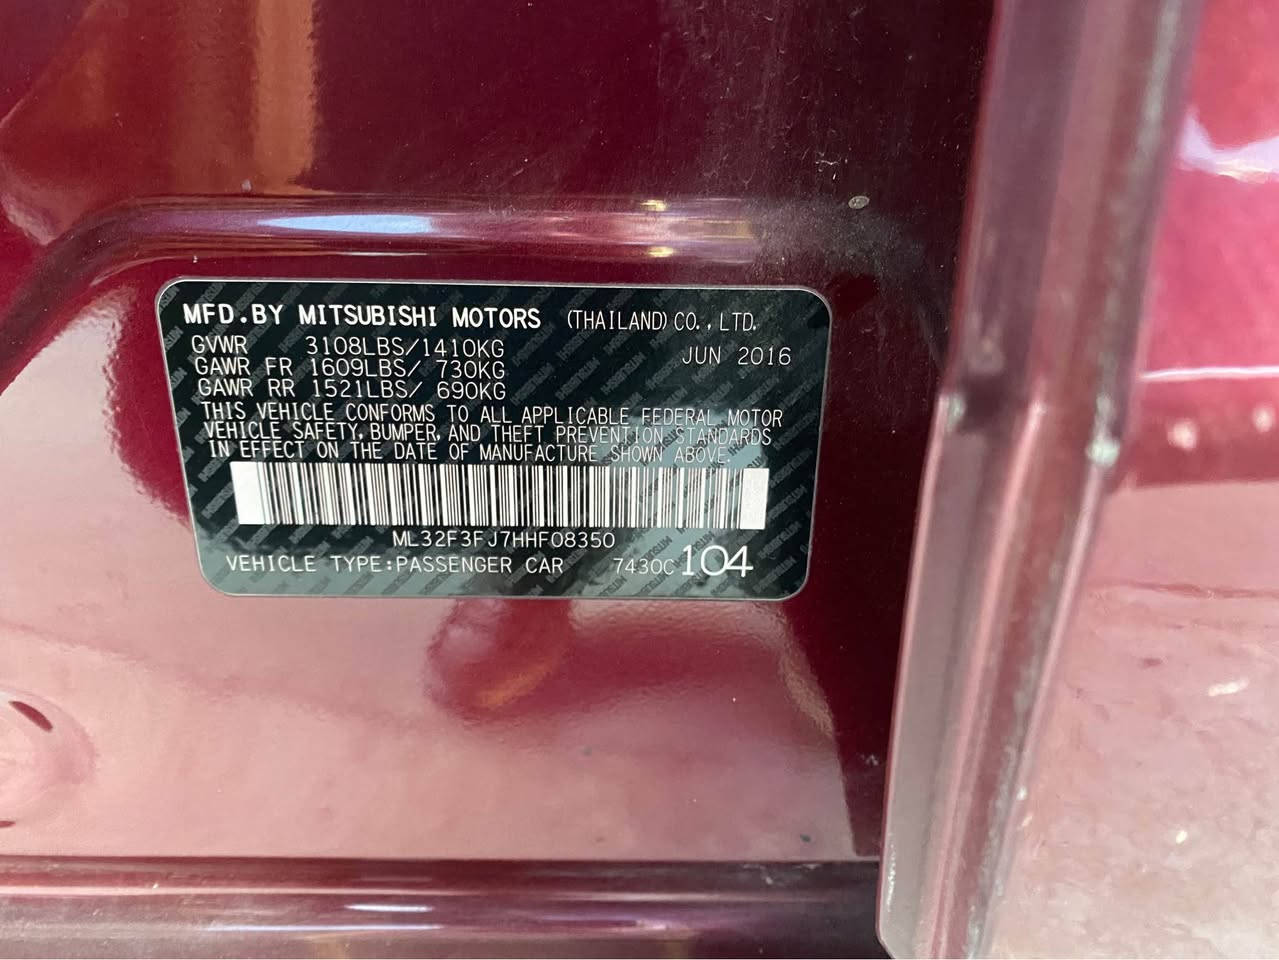 MFD.BY MITSUBISHI MOTORS (THAILAND) CO., LTD.
GVWR 3108LBS/1410KG JUN 2016
GAWR FR 1609LBS/ 730KG
GAWR RR 1521LBS/ 690KG
THIS VEHICLE CONFORMS TO ALL APPLICABLE FEDERAL MOTOR
VEHICLE SAFETY, BUMPER, AND THEFT PREVENTION STANDARDS
IN EFFECT ON THE DATE OF MANUFACTURE SHOWN ABOVE.
ML32F3FJ7HHF08350
VEHICLE TYPE:PASSENGER CAR 7430C 104